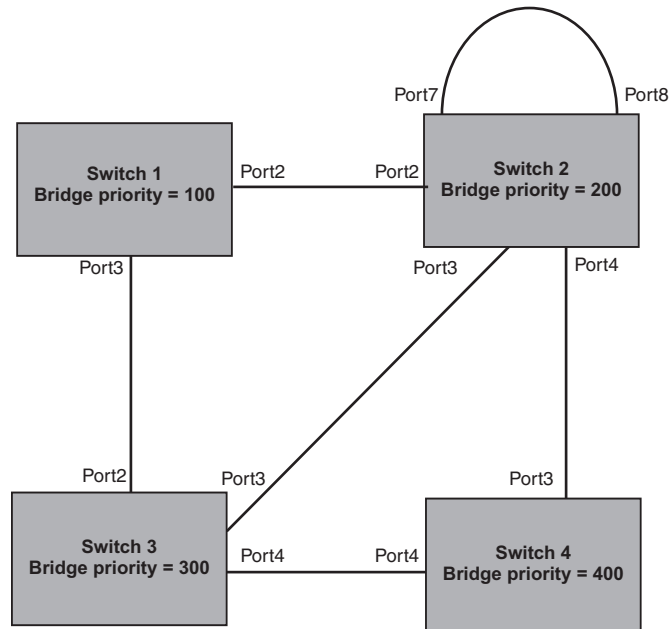 Port7
Port8
Switch 1
Bridge priority = 100
Port2
Port2
Switch 2
Bridge priority = 200
Port3
Port3
Port4
Port2
Port3
Port3
Switch 3
Bridge priority = 300
Port4
Port4
Switch 4
Bridge priority = 400